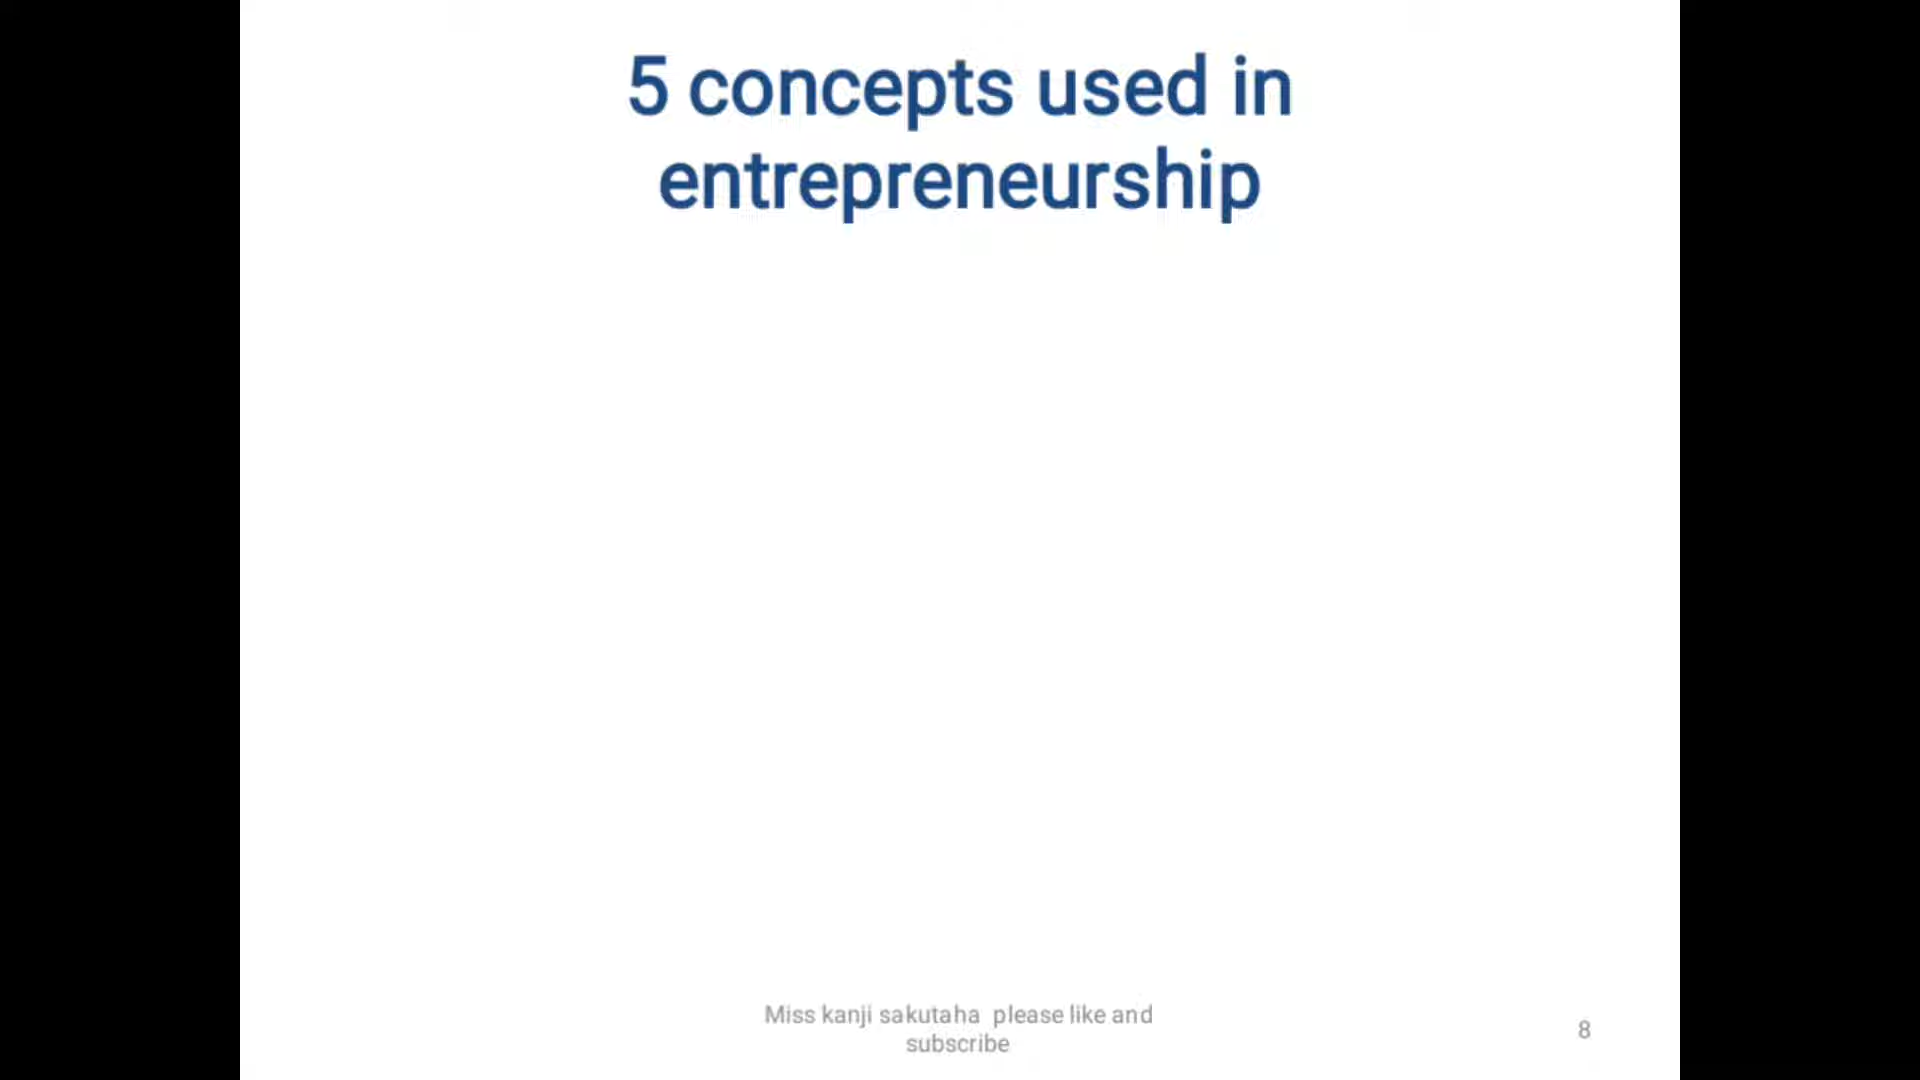 5 concepts used in
entrepreneurship
Miss kanji sakutaha please like and
subscribe
8